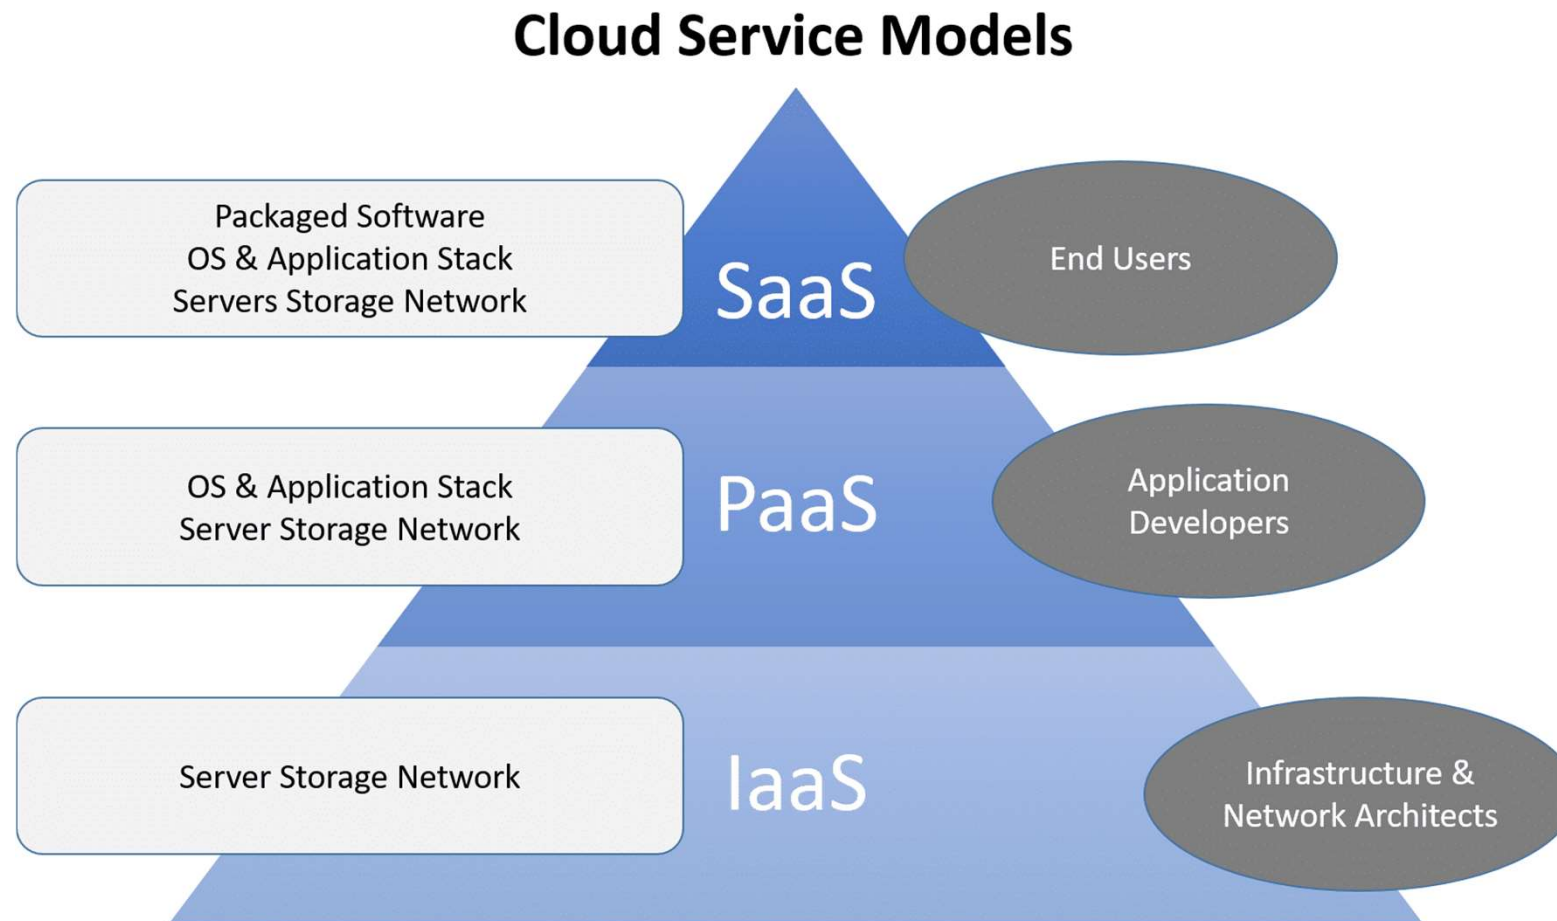 Cloud Service Models
Packaged Software
OS & Application Stack
Servers Storage Network
SaaS
End Users
OS & Application Stack
Server Storage Network
PaaS
Application
Developers
Server Storage Network
IaaS
Infrastructure &
Network Architects